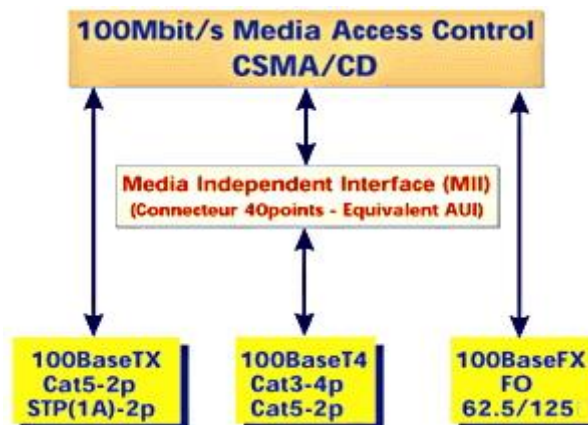 100Mbit/s Media Access Control
CSMA/CD
Media Independent Interface (MII)
(Connecteur 40points - Equivalent AUI)
100BaseTX
Cat5-2p
STP(1A)-2p
100BaseT4
Cat3-4p
Cat5-2p
100BaseFX
FO
62.5/125